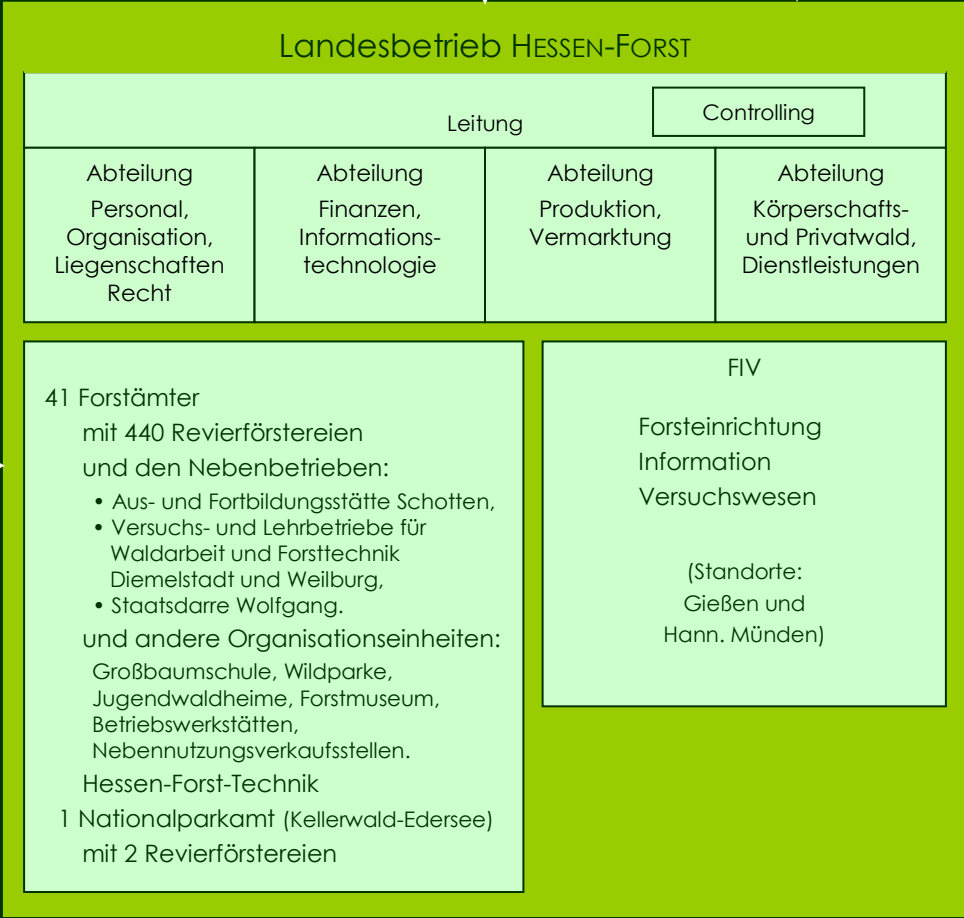 Landesbetrieb HESSEN-FORST
Leitung
Controlling
Abteilung
Personal,
Organisation,
Liegenschaften
Recht
Abteilung
Finanzen,
Informations-
technologie
Abteilung
Produktion,
Vermarktung
Abteilung
Körperschafts-
und Privatwald,
Dienstleistungen
41 Forstämter
mit 440 Revierförstereien
und den Nebenbetrieben:
• Aus- und Fortbildungsstätte Schotten,
• Versuchs- und Lehrbetriebe für
Waldarbeit und Forsttechnik
Diemelstadt und Weilburg,
• Staatsdarre Wolfgang.
und andere Organisationseinheiten:
Großbaumschule, Wildparke,
Jugendwaldheime, Forstmuseum,
Betriebswerkstätten,
Nebennutzungsverkaufsstellen.
Hessen-Forst-Technik
1 Nationalparkamt (Kellerwald-Edersee)
mit 2 Revierförstereien
FIV
Forsteinrichtung
Information
Versuchswesen
(Standorte:
Gießen und
Hann. Münden)